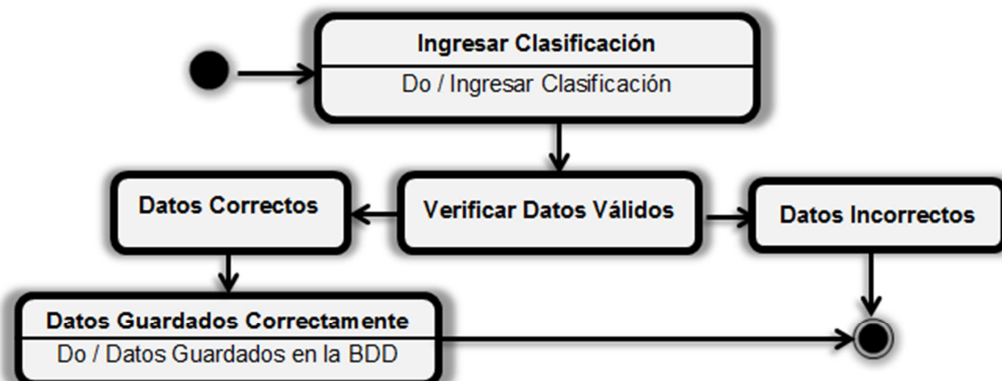 Ingresar Clasificación
Do / Ingresar Clasificación
Datos Correctos
Verificar Datos Válidos
Datos Incorrectos
Datos Guardados Correctamente
Do / Datos Guardados en la BDD